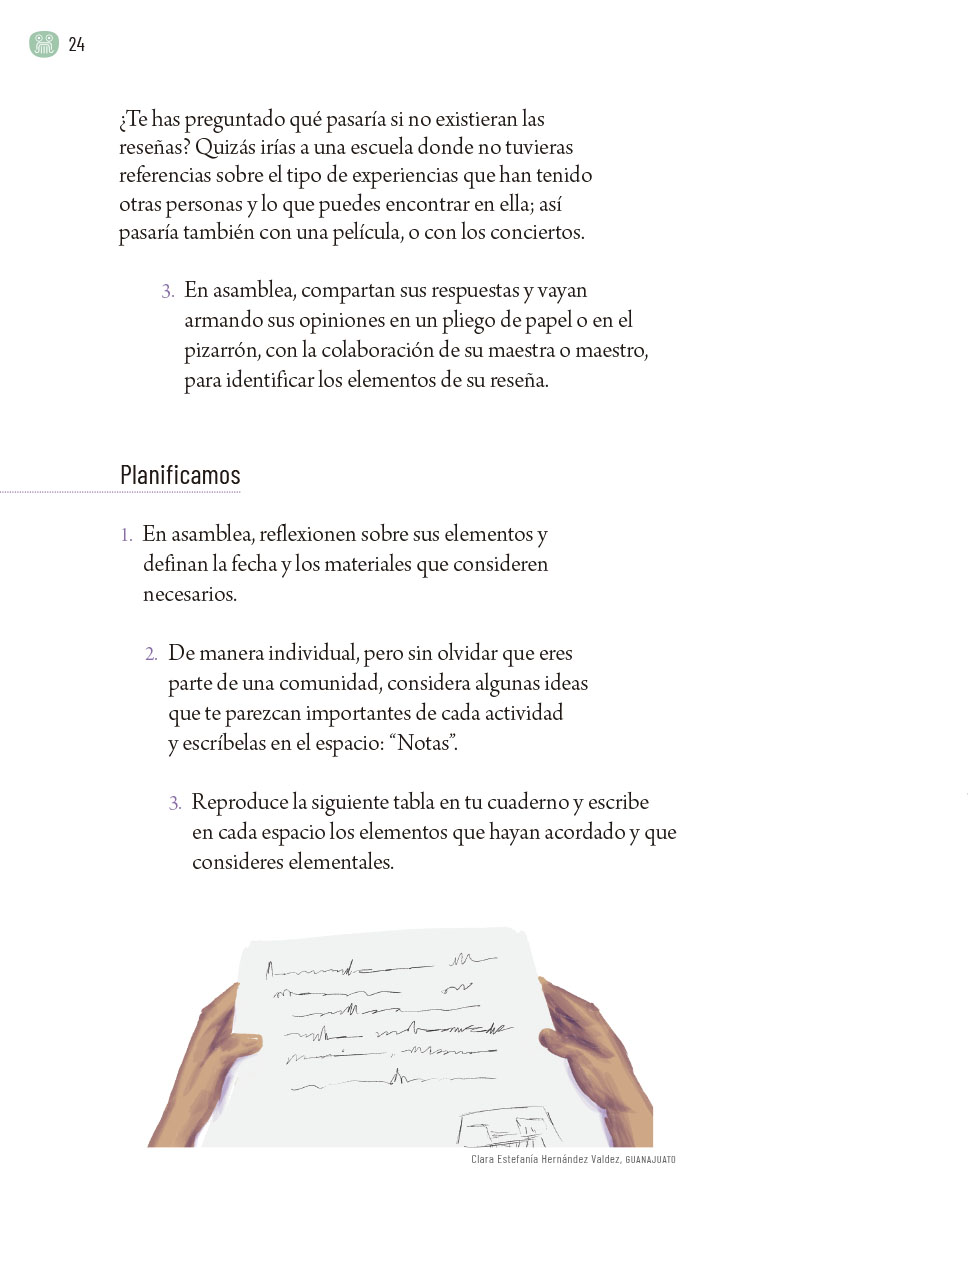 24
¿Te has preguntado qué pasaría si no existieran las
reseñas? Quizás irías a una escuela donde no tuvieras
referencias sobre el tipo de experiencias que han tenido
otras personas y lo que puedes encontrar en ella; así
pasaría también con una película, o con los conciertos.
3. En asamblea, compartan sus respuestas y vayan
armando sus opiniones en un pliego de papel o en el
pizarrón, con la colaboración de su maestra o maestro,
para identificar los elementos de su reseña.
Planificamos
1. En asamblea, reflexionen sobre sus elementos y
definan la fecha y los materiales que consideren
necesarios.
2. De manera individual, pero sin olvidar que eres
parte de una comunidad, considera algunas ideas
que te parezcan importantes de cada actividad
y escríbelas en el espacio: “Notas”.
3. Reproduce la siguiente tabla en tu cuaderno y escribe
en cada espacio los elementos que hayan acordado y que
consideres elementales.
Clara Estefanía Hernández Valdez, GUANAJUATO